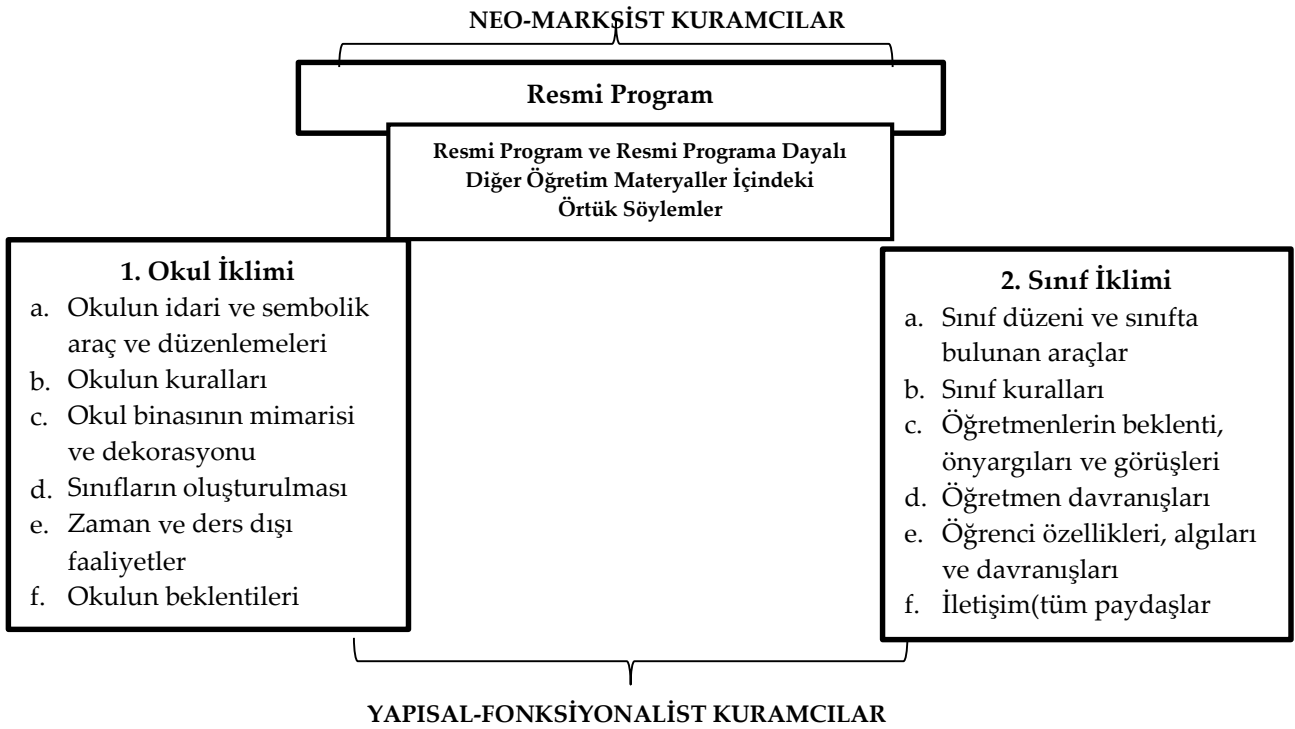 NEO-MARKSİST KURAMCILAR
Resmi Program
Resmi Program ve Resmi Programa Dayalı
Diğer Öğretim Materyaller İçindeki
Örtük Söylemler
1. Okul İklimi
a. Okulun idari ve sembolik
araç ve düzenlemeleri
b. Okulun kuralları
c. Okul binasının mimarisi
ve dekorasyonu
d. Sınıfların oluşturulması
e. Zaman ve ders dışı
faaliyetler
f. Okulun beklentileri
2. Sınıf İklimi
a. Sınıf düzeni ve sınıfta
bulunan araçlar
b. Sınıf kuralları
c. Öğretmenlerin beklenti,
önyargıları ve görüşleri
d. Öğretmen davranışları
e. Öğrenci özellikleri, algıları
ve davranışları
f. İletişim(tüm paydaşlar
YAPISAL-FONKSİYONALİST KURAMCILAR